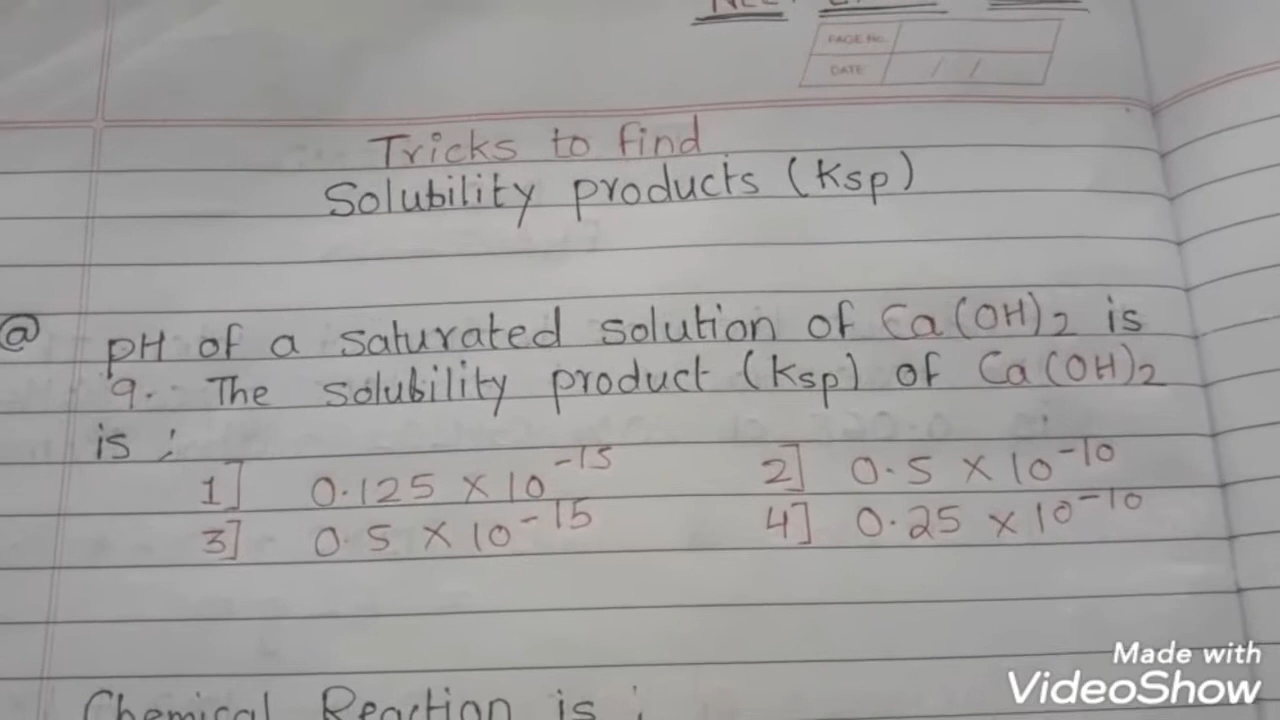 PAGE No.
DATE / /
Tricks to find
Solubility products (Ksp)
@ pH of a saturated solution of Ca(OH)2 is
9. The solubility product (Ksp) of Ca(OH)2
is :
1] 0.125 × 10^-15 2] 0.5 × 10^-10
3] 0.5 × 10^-15 4] 0.25 × 10^-10
Chemical Reaction is :
Made with
VideoShow